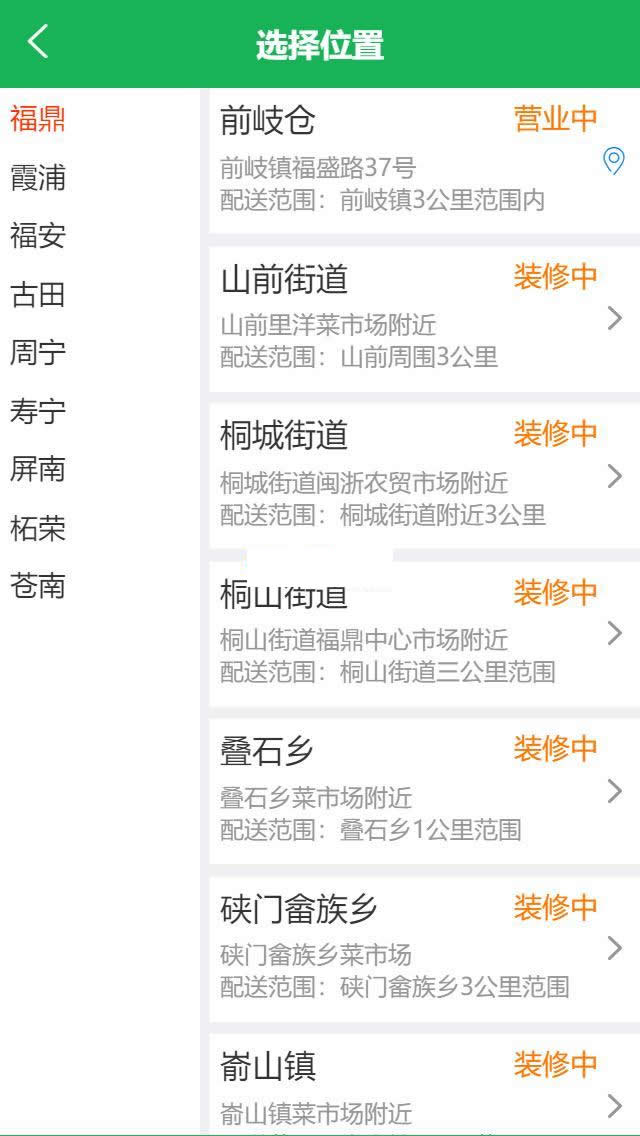 选择位置
福鼎
霞浦
福安
古田
周宁
寿宁
屏南
柘荣
苍南
前岐仓
营业中
前岐镇福盛路37号
配送范围：前岐镇3公里范围内
山前街道
装修中
山前里洋菜市场附近
配送范围：山前周围3公里
桐城街道
装修中
桐城街道闽浙农贸市场附近
配送范围：桐城街道附近3公里
桐山街道
装修中
桐山街道福鼎中心市场附近
配送范围：桐山街道三公里范围
叠石乡
装修中
叠石乡菜市场附近
配送范围：叠石乡1公里范围
硖门畲族乡
装修中
硖门畲族乡菜市场
配送范围：硖门畲族乡3公里范围
嵛山镇
装修中
嵛山镇菜市场附近